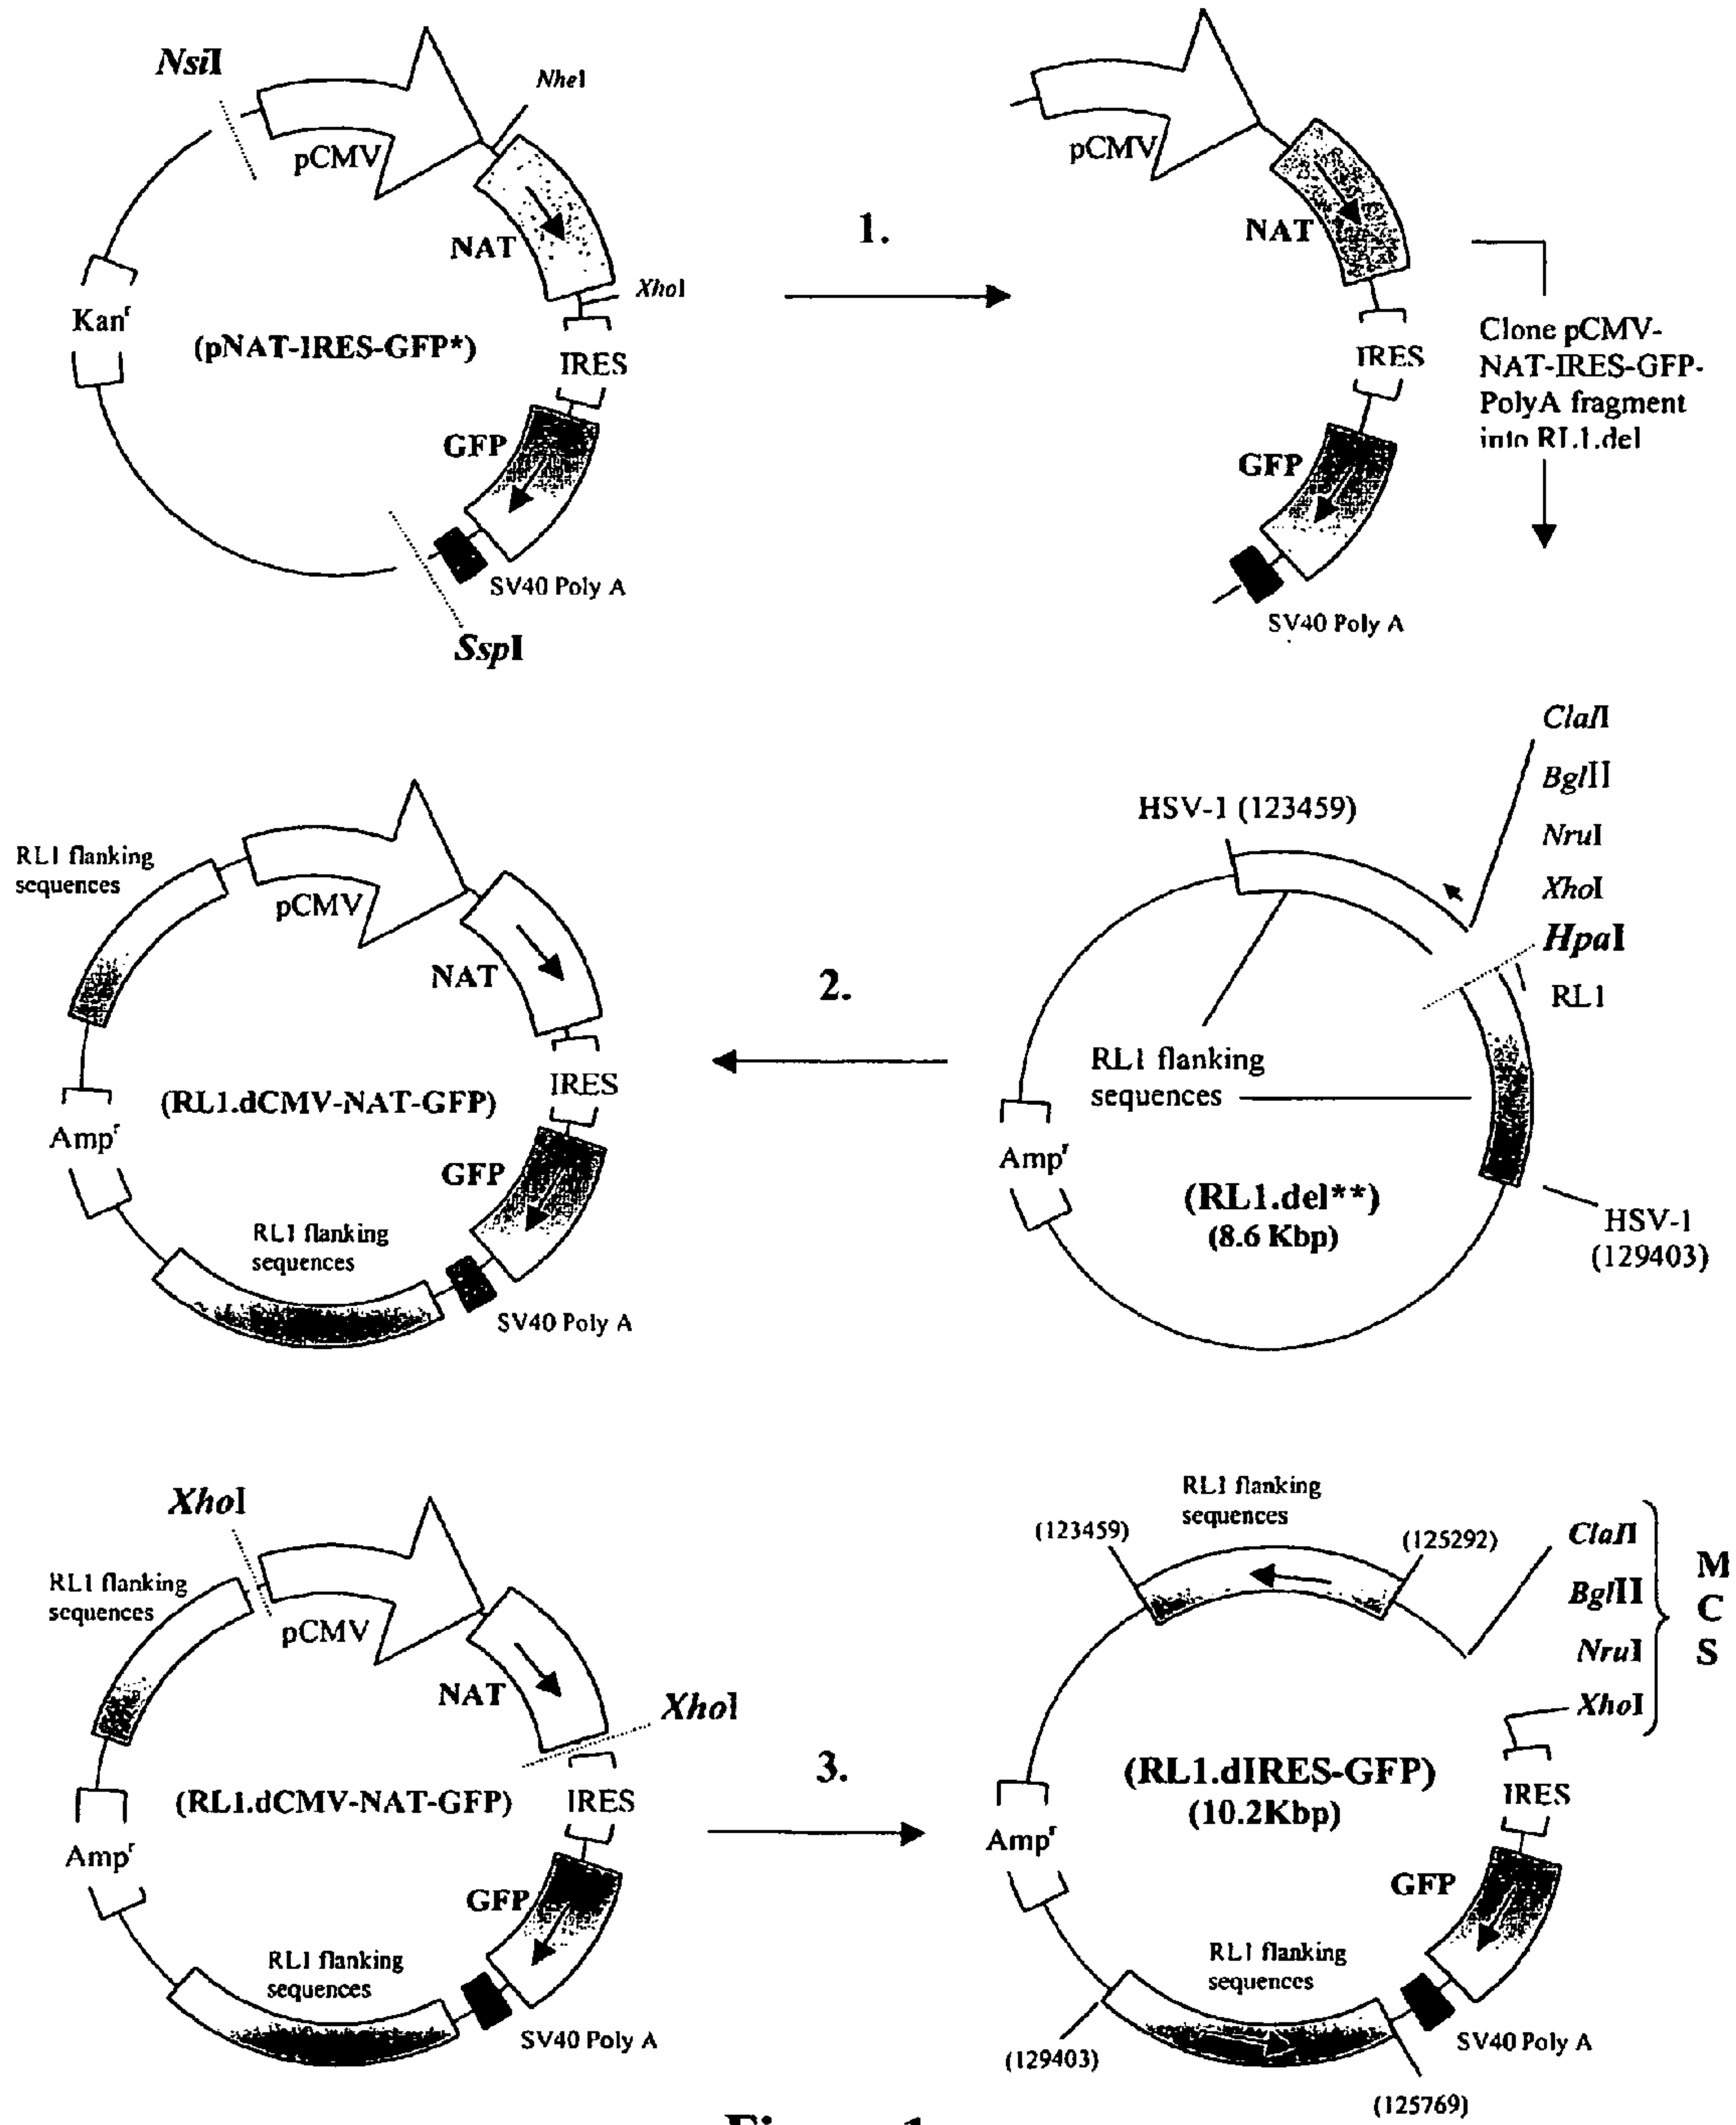 NsiI
NheI
pCMV
NAT
XhoI
Kanr
(pNAT-IRES-GFP*)
IRES
GFP
SV40 Poly A
SspI
1.
pCMV
NAT
IRES
GFP
SV40 Poly A
Clone pCMV-
NAT-IRES-GFP-
PolyA fragment
into RL1.del
RL1 flanking
sequences
pCMV
NAT
IRES
(RL1.dCMV-NAT-GFP)
Ampr
GFP
RL1 flanking
sequences
SV40 Poly A
2.
HSV-1 (123459)
ClaII
BglII
NruI
XhoI
HpaI
RL1
RL1 flanking
sequences
Ampr
(RL1.del**)
(8.6 Kbp)
HSV-1
(129403)
XhoI
RL1 flanking
sequences
pCMV
NAT
XhoI
(RL1.dCMV-NAT-GFP)
IRES
Ampr
GFP
RL1 flanking
sequences
SV40 Poly A
3.
RL1 flanking
sequences
(123459)
(125292)
ClaII
BglII
NruI
XhoI
M
C
S
(RL1.dIRES-GFP)
(10.2Kbp)
IRES
Ampr
GFP
RL1 flanking
sequences
SV40 Poly A
(129403)
(125769)